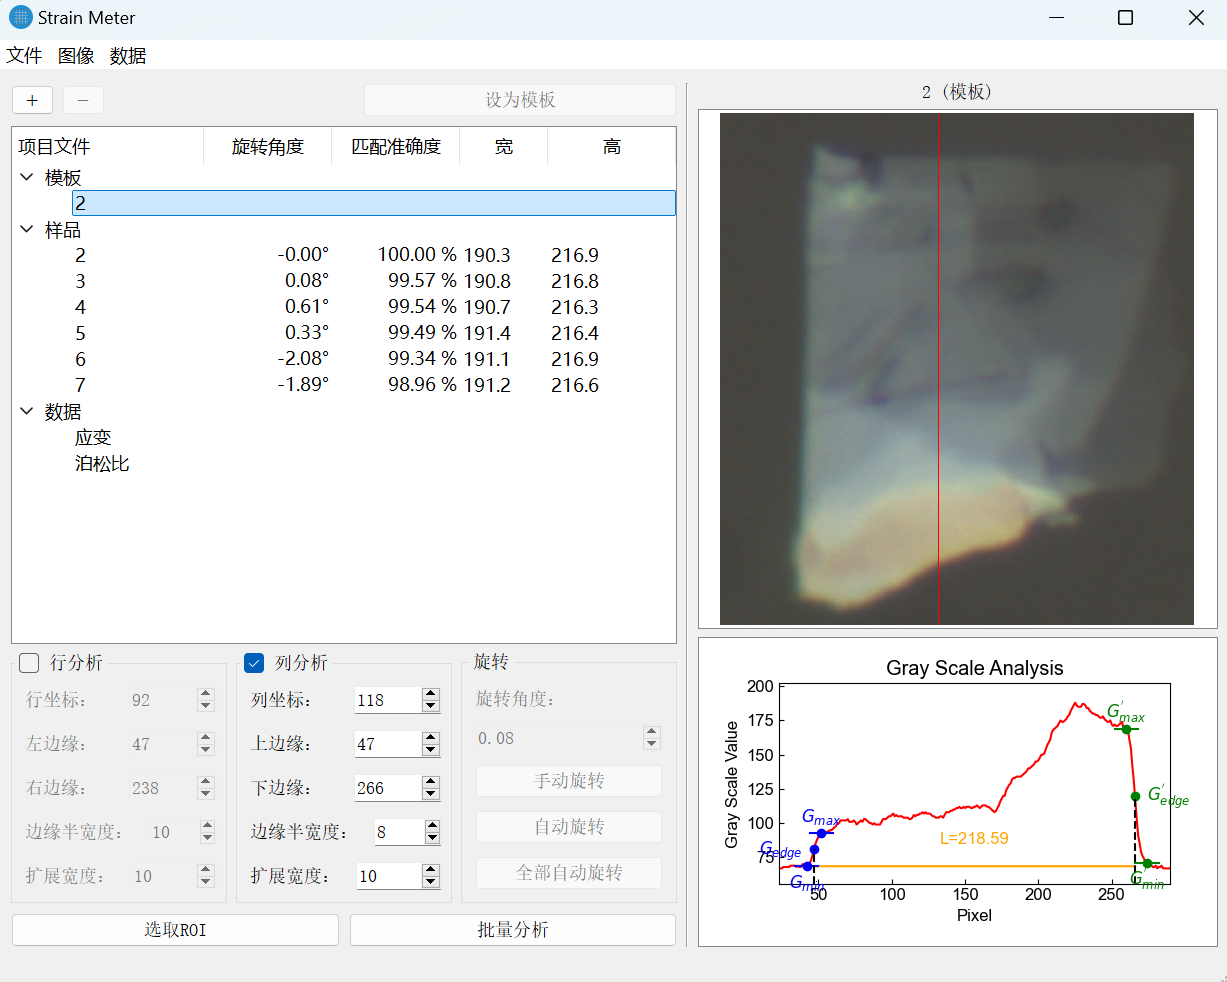 Strain Meter
文件 图像 数据
+ − 设为模板
项目文件 旋转角度 匹配准确度 宽 高
模板
2
样品
2 -0.00° 100.00 % 190.3 216.9
3 0.08° 99.57 % 190.8 216.8
4 0.61° 99.54 % 190.7 216.3
5 0.33° 99.49 % 191.4 216.4
6 -2.08° 99.34 % 191.1 216.9
7 -1.89° 98.96 % 191.2 216.6
数据
应变
泊松比
行分析
行坐标： 92
左边缘： 47
右边缘： 238
边缘半宽度： 10
扩展宽度： 10
列分析
列坐标： 118
上边缘： 47
下边缘： 266
边缘半宽度： 8
扩展宽度： 10
旋转
旋转角度：
0.08
手动旋转
自动旋转
全部自动旋转
选取ROI
批量分析
2 (模板)
Gray Scale Analysis
Gray Scale Value
200
175
150
125
100
75
G'max
G'edge
Gmax
Gedge
L=218.59
Gmin
G'min
50 100 150 200 250
Pixel